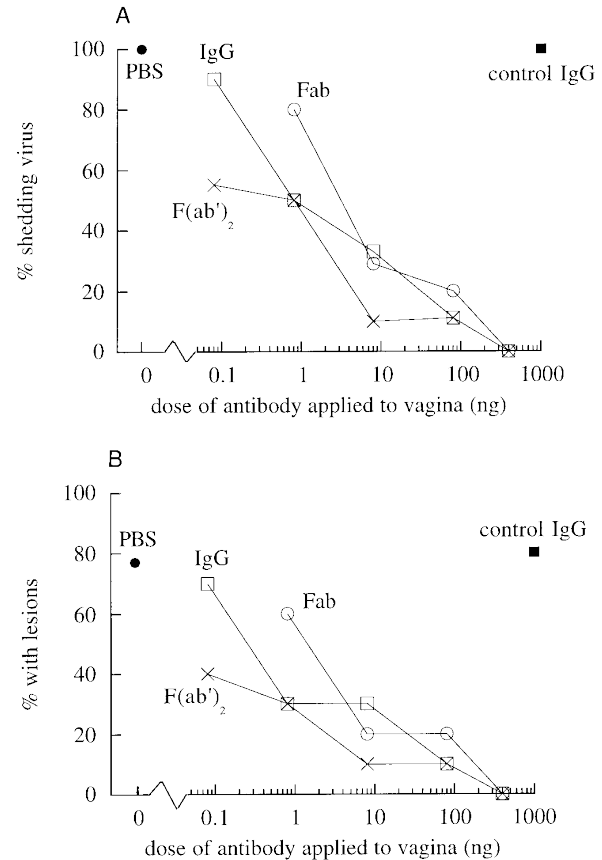 A
100
80
60
40
20
0
% shedding virus
PBS
IgG
Fab
F(ab')2
control IgG
0 0.1 1 10 100 1000
dose of antibody applied to vagina (ng)
B
100
80
60
40
20
0
% with lesions
PBS
IgG
Fab
F(ab')2
control IgG
0 0.1 1 10 100 1000
dose of antibody applied to vagina (ng)